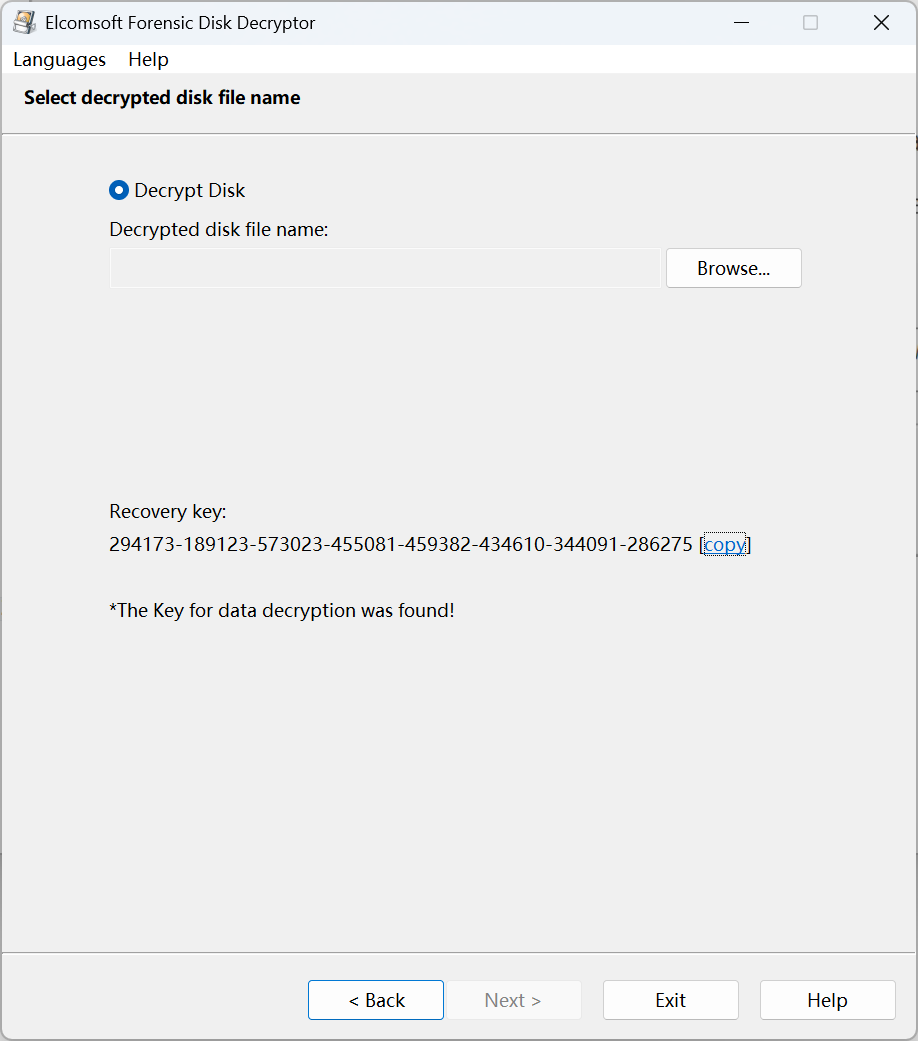 Elcomsoft Forensic Disk Decryptor
Languages Help
Select decrypted disk file name
Decrypt Disk
Decrypted disk file name:
Browse...
Recovery key:
294173-189123-573023-455081-459382-434610-344091-286275 [copy]
*The Key for data decryption was found!
< Back Next > Exit Help